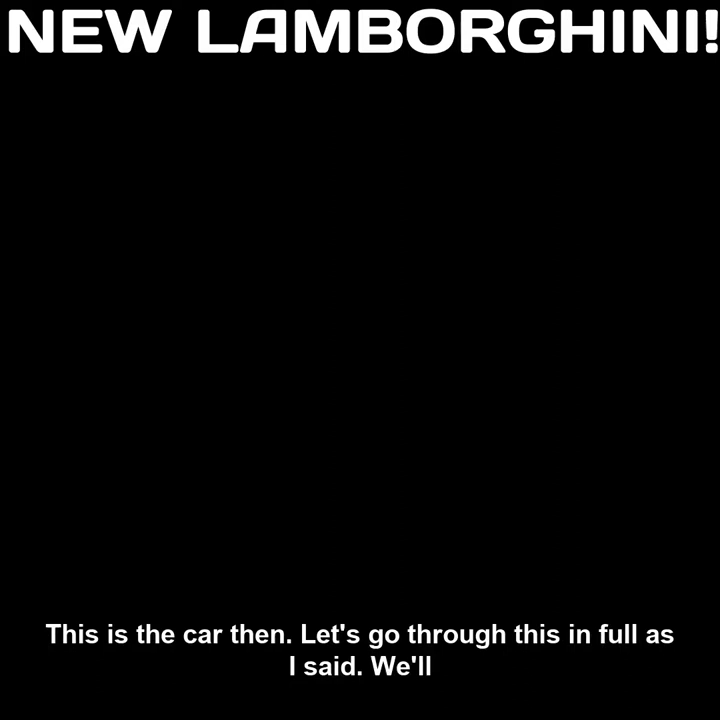 NEW LAMBORGHINI!
This is the car then. Let's go through this in full as
I said. We'll